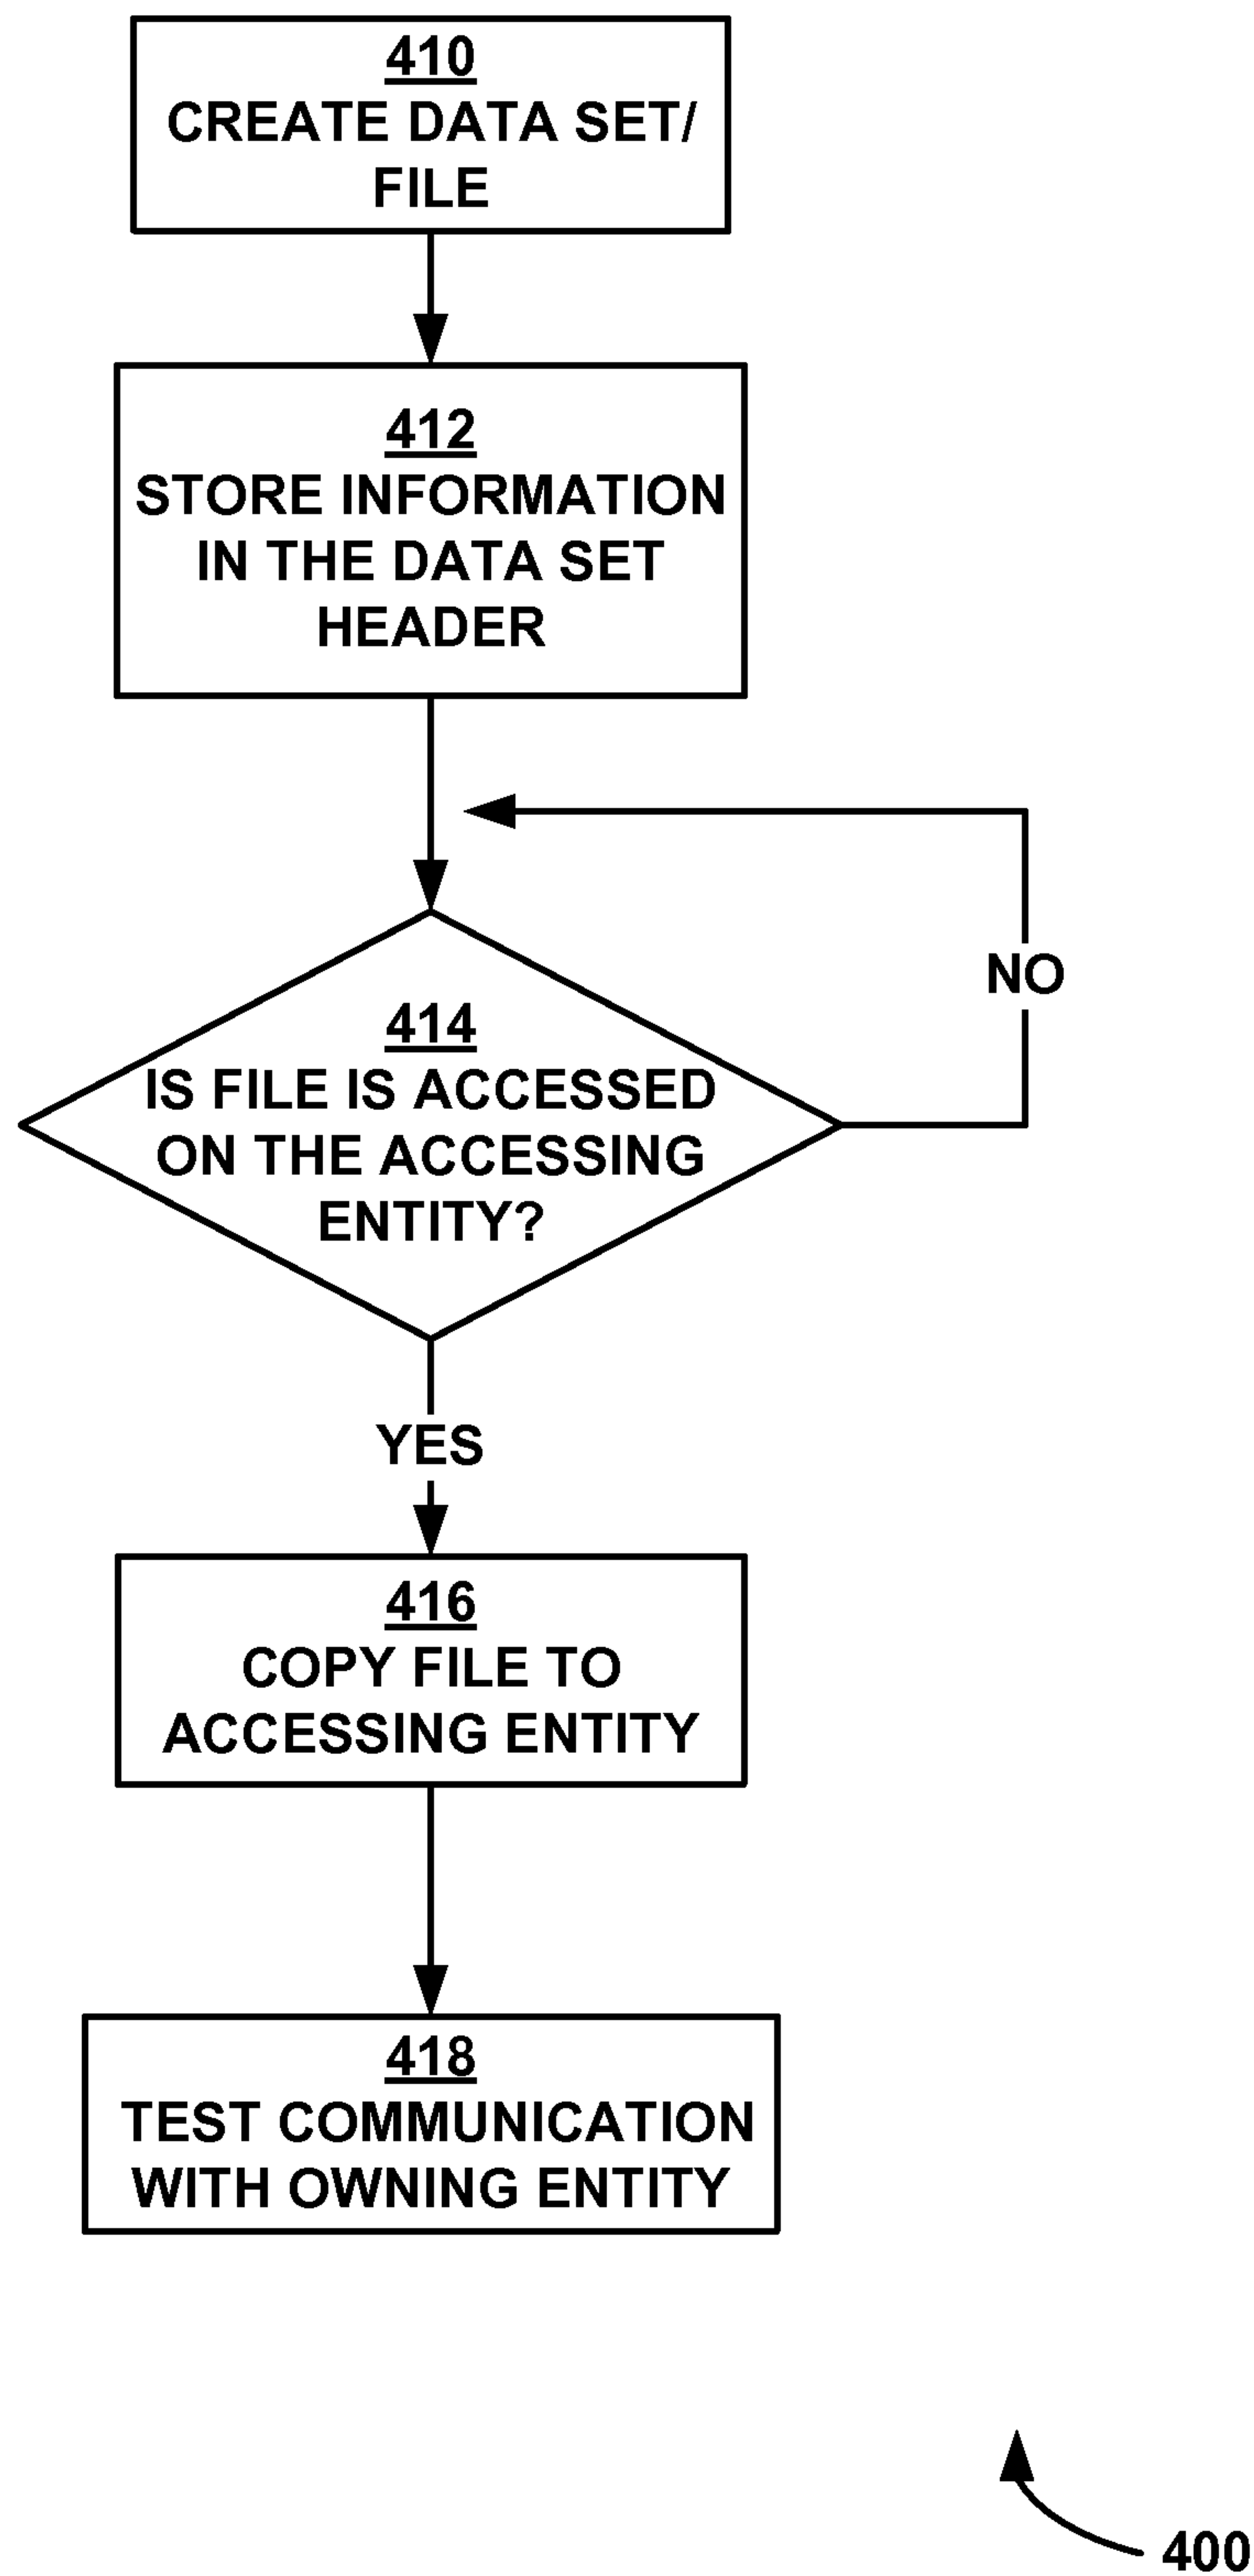 410
CREATE DATA SET/
FILE
412
STORE INFORMATION
IN THE DATA SET
HEADER
NO
414
IS FILE IS ACCESSED
ON THE ACCESSING
ENTITY?
YES
416
COPY FILE TO
ACCESSING ENTITY
418
TEST COMMUNICATION
WITH OWNING ENTITY
400